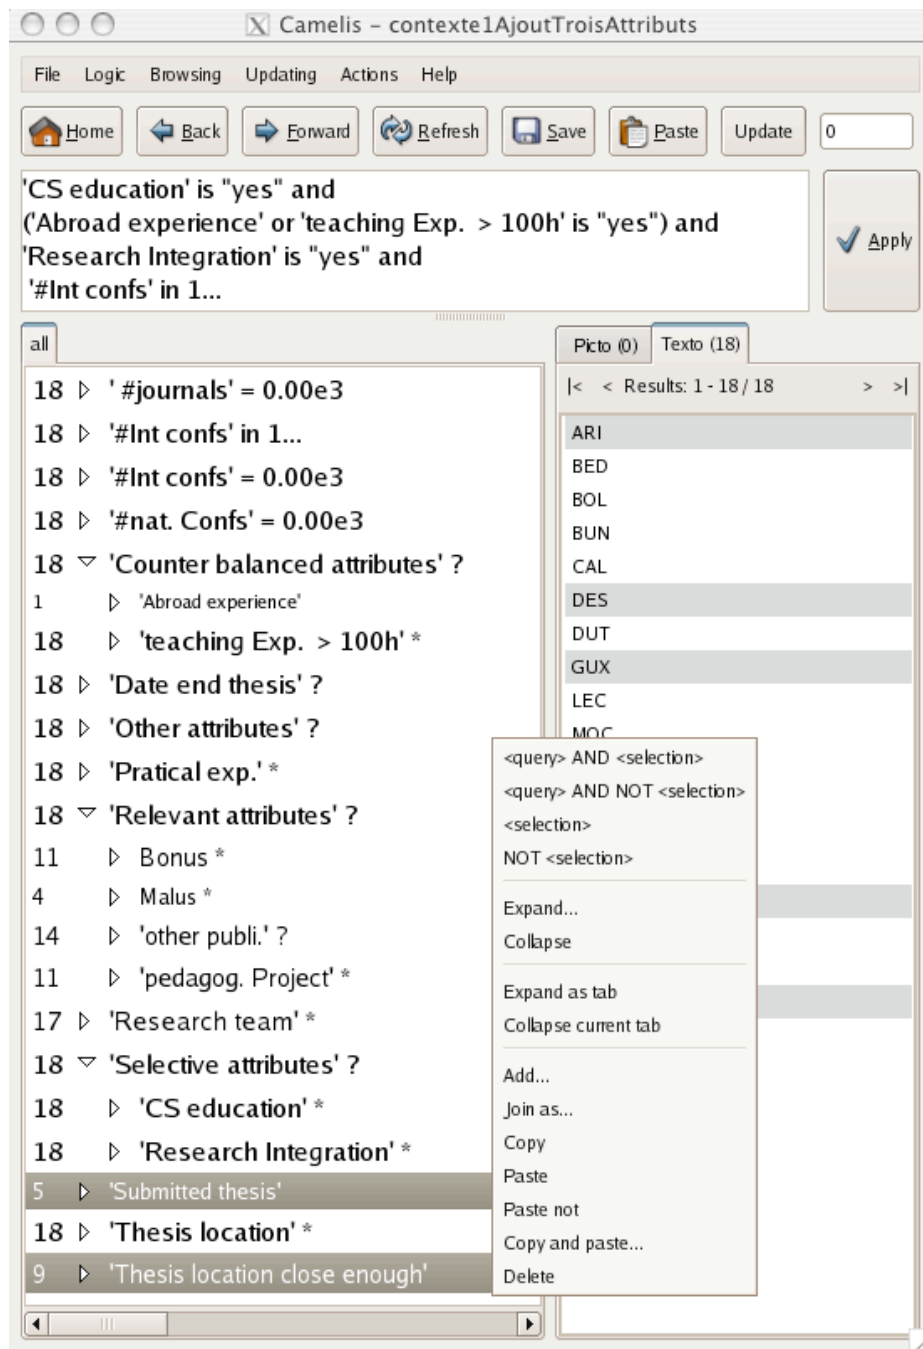 Camelis – contexte1AjoutTroisAttributs
File Logic Browsing Updating Actions Help
Home Back Forward Refresh Save Paste Update 0
'CS education' is "yes" and
('Abroad experience' or 'teaching Exp. > 100h' is "yes") and
'Research Integration' is "yes" and
'#Int confs' in 1...
Apply
all
18 ' #journals' = 0.00e3
18 '#Int confs' in 1...
18 '#Int confs' = 0.00e3
18 '#nat. Confs' = 0.00e3
18 'Counter balanced attributes' ?
1 'Abroad experience'
18 'teaching Exp. > 100h' *
18 'Date end thesis' ?
18 'Other attributes' ?
18 'Pratical exp.' *
18 'Relevant attributes' ?
11 Bonus *
4 Malus *
14 'other publi.' ?
11 'pedagog. Project' *
17 'Research team' *
18 'Selective attributes' ?
18 'CS education' *
18 'Research Integration' *
5 'Submitted thesis'
18 'Thesis location' *
9 'Thesis location close enough'
Picto (0) Texto (18)
|< < Results: 1 - 18 / 18 > >|
ARI
BED
BOL
BUN
CAL
DES
DUT
GUX
LEC
MOC
<query> AND <selection>
<query> AND NOT <selection>
<selection>
NOT <selection>
Expand...
Collapse
Expand as tab
Collapse current tab
Add...
Join as...
Copy
Paste
Paste not
Copy and paste...
Delete